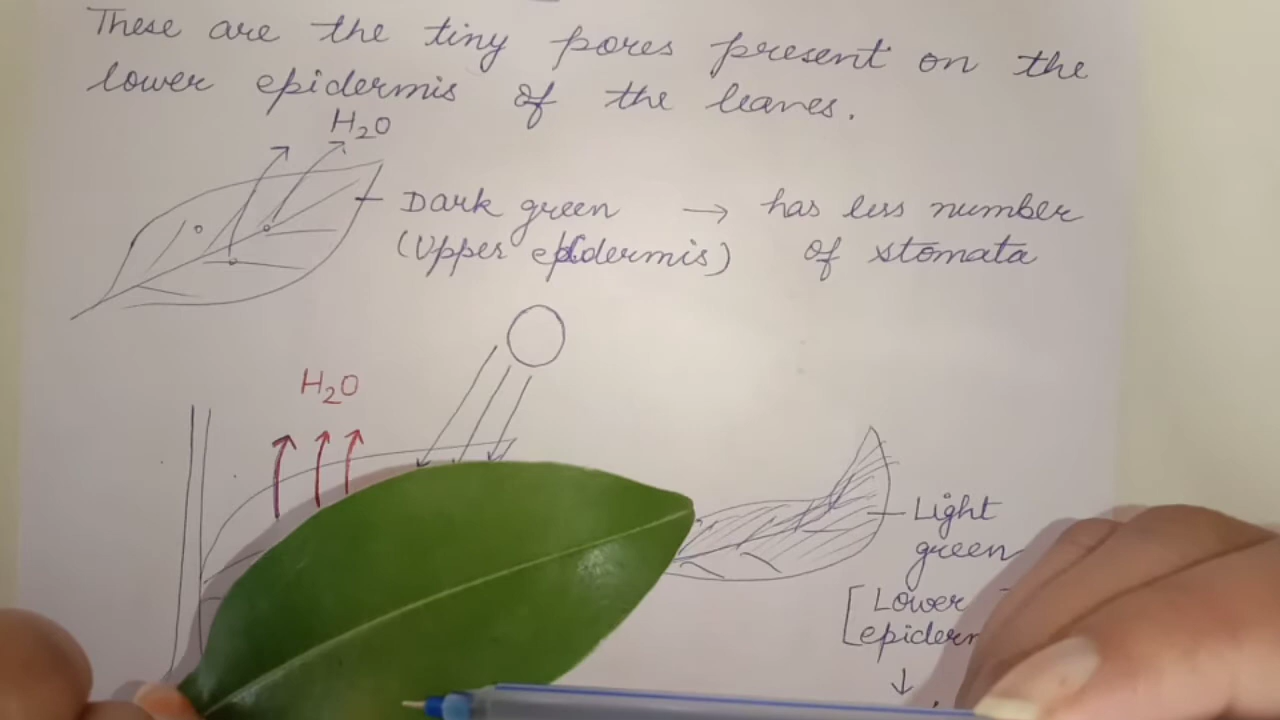 These are the tiny pores present on the
lower epidermis of the leaves.
H₂O
Dark green → has less number
(Upper epidermis) of stomata
H₂O
Light
green
[Lower
epiderm
↓